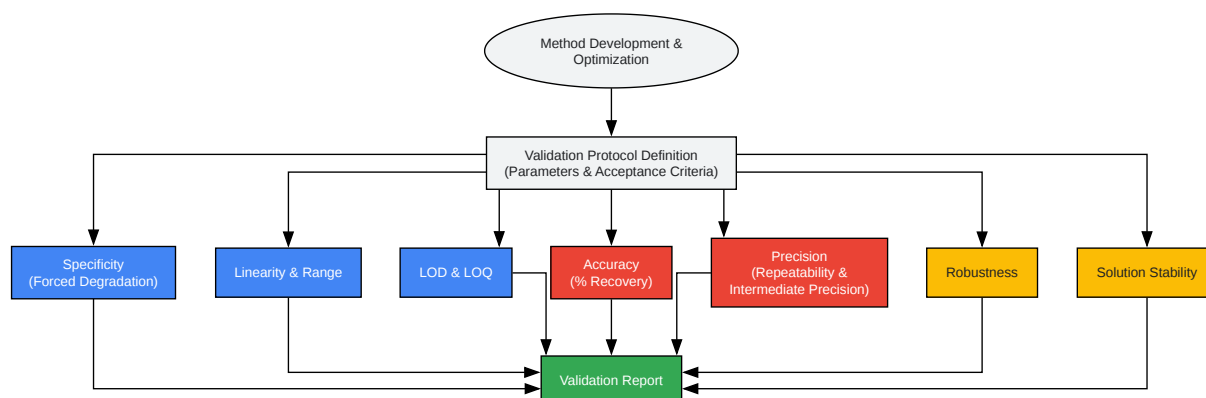 Method Development &
Optimization
Validation Protocol Definition
(Parameters & Acceptance Criteria)
Specificity
(Forced Degradation)
Linearity & Range
LOD & LOQ
Accuracy
(% Recovery)
Precision
(Repeatability &
Intermediate Precision)
Robustness
Solution Stability
Validation Report